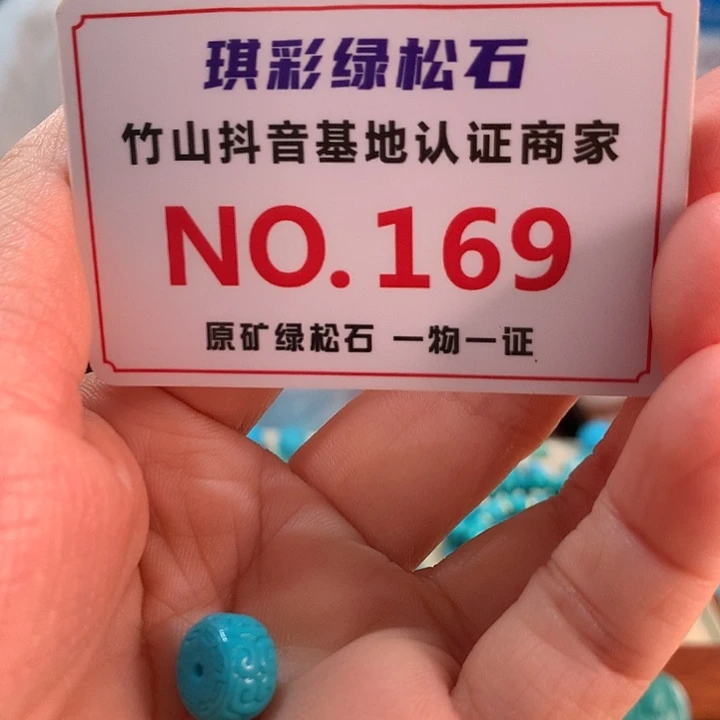 琪彩绿松石
竹山抖音基地认证商家
NO.169
原矿绿松石 一物一证